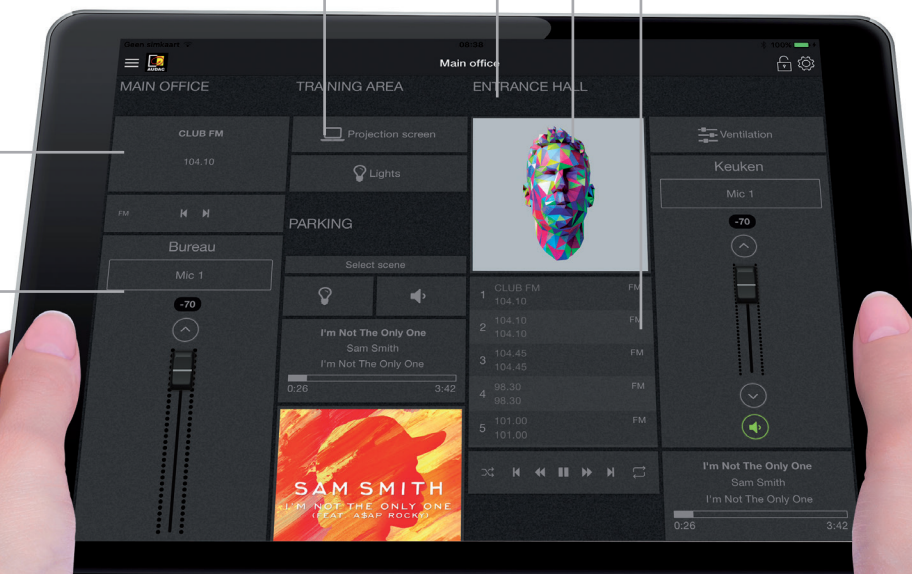 Geen simkaart
08:38
100%
AUDAC
Main office
MAIN OFFICE
CLUB FM
104.10
FM
Bureau
Mic 1
-70
TRAINING AREA
Projection screen
Lights
PARKING
Select scene
I'm Not The Only One
Sam Smith
I'm Not The Only One
0:26 3:42
SAM SMITH
I'M NOT THE ONLY ONE
(FEAT. A$AP ROCKY)
ENTRANCE HALL
1 CLUB FM FM
104.10
2 104.10 FM
104.10
3 104.45 FM
104.45
4 98.30 FM
98.30
5 101.00 FM
101.00
Ventilation
Keuken
Mic 1
-70
I'm Not The Only One
Sam Smith
I'm Not The Only One
0:26 3:42